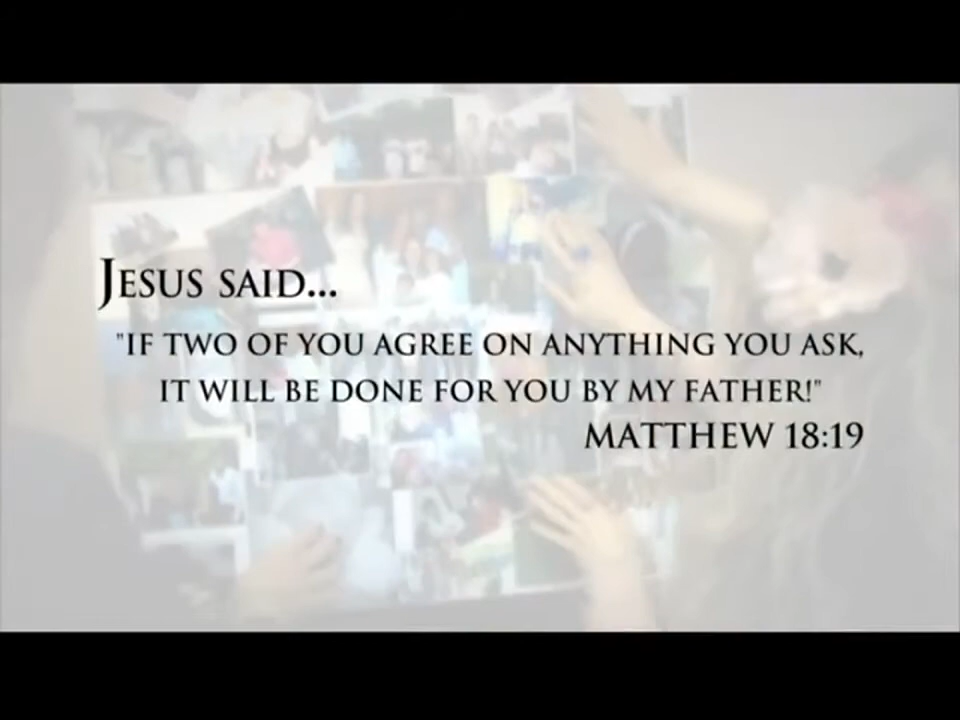 JESUS SAID...
"IF TWO OF YOU AGREE ON ANYTHING YOU ASK,
IT WILL BE DONE FOR YOU BY MY FATHER!"
MATTHEW 18:19